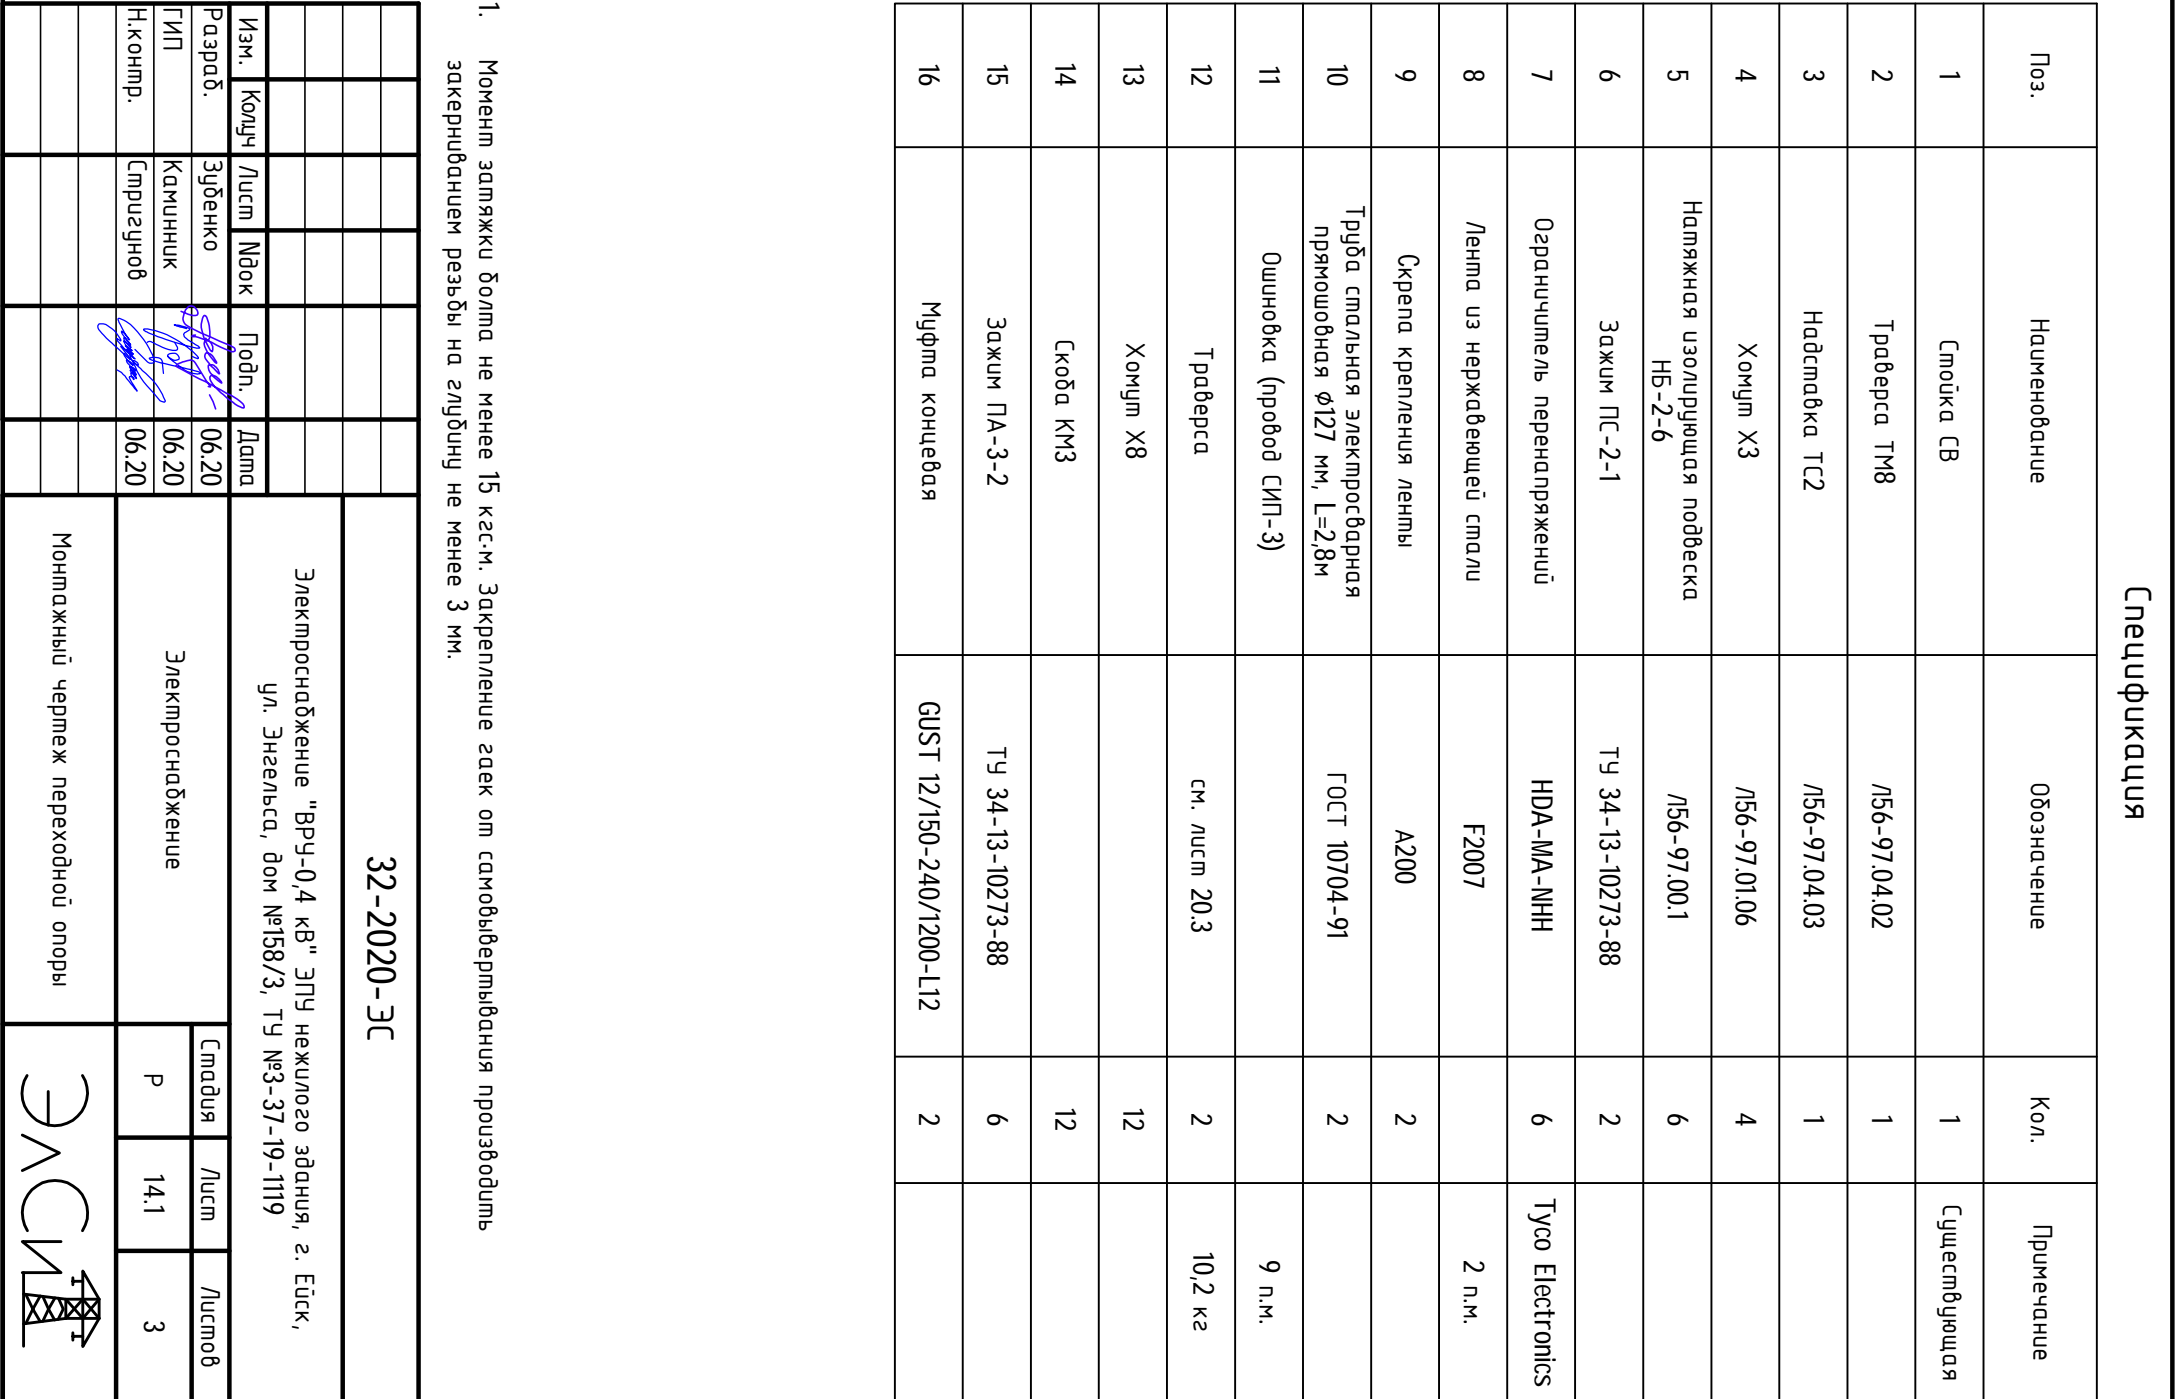 Спецификация
Поз. Наименование Обозначение Кол. Примечание
1 Стойка СВ 1 Существующая
2 Траверса ТМ8 Л56-97.04.02 1
3 Надставка ТС2 Л56-97.04.03 1
4 Хомут Х3 Л56-97.01.06 4
5 Натяжная изолирующая подвеска
НБ-2-6 Л56-97.00.1 6
6 Зажим ПС-2-1 ТУ 34-13-10273-88 2
7 Ограничитель перенапряжений HDA-MA-NHH 6 Tyco Electronics
8 Лента из нержавеющей стали F2007 2 п.м.
9 Скрепа крепления ленты А200 2
10 Труба стальная электросварная
прямошовная ϕ127 мм, L=2,8м ГОСТ 10704-91 2
11 Ошиновка (провод СИП-3) 9 п.м.
12 Траверса см. лист 20.3 2 10,2 кг
13 Хомут Х8 12
14 Скоба КМ3 12
15 Зажим ПА-3-2 ТУ 34-13-10273-88 6
16 Муфта концевая GUST 12/150-240/1200-L12 2
1. Момент затяжки болта не менее 15 кгс·м. Закрепление гаек от самовывертывания производить
закерниванием резьбы на глубину не менее 3 мм.
32-2020-ЭС
Электроснабжение "ВРУ-0,4 кВ" ЭПУ нежилого здания, г. Ейск,
ул. Энгельса, дом №158/3, ТУ №3-37-19-1119
Изм. Кол.уч Лист Nдок Подп. Дата
Разраб. Зубенко 06.20
ГИП Каминник 06.20
Н.контр. Стригунов 06.20
Электроснабжение
Стадия Лист Листов
Р 14.1 3
Монтажный чертеж переходной опоры
ЭЛСИ